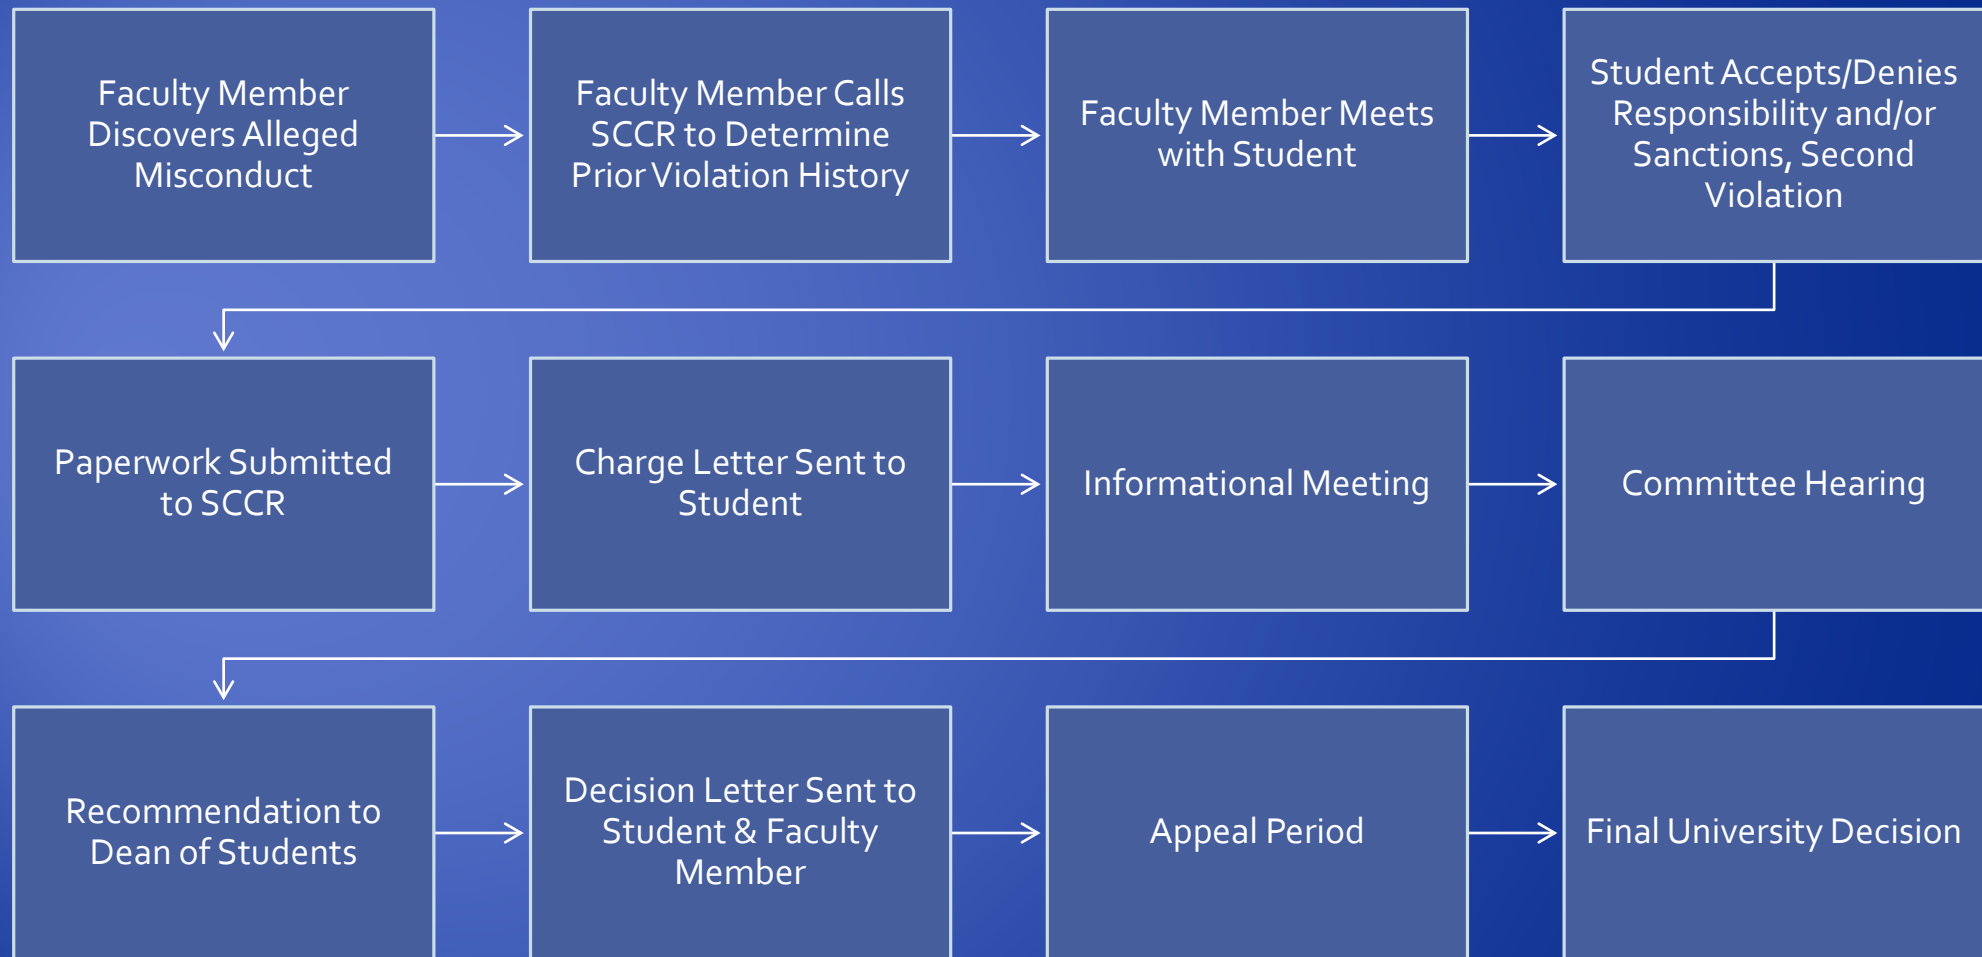 Faculty Member
Discovers Alleged
Misconduct
Faculty Member Calls
SCCR to Determine
Prior Violation History
Faculty Member Meets
with Student
Student Accepts/Denies
Responsibility and/or
Sanctions, Second
Violation
Paperwork Submitted
to SCCR
Charge Letter Sent to
Student
Informational Meeting
Committee Hearing
Recommendation to
Dean of Students
Decision Letter Sent to
Student & Faculty
Member
Appeal Period
Final University Decision